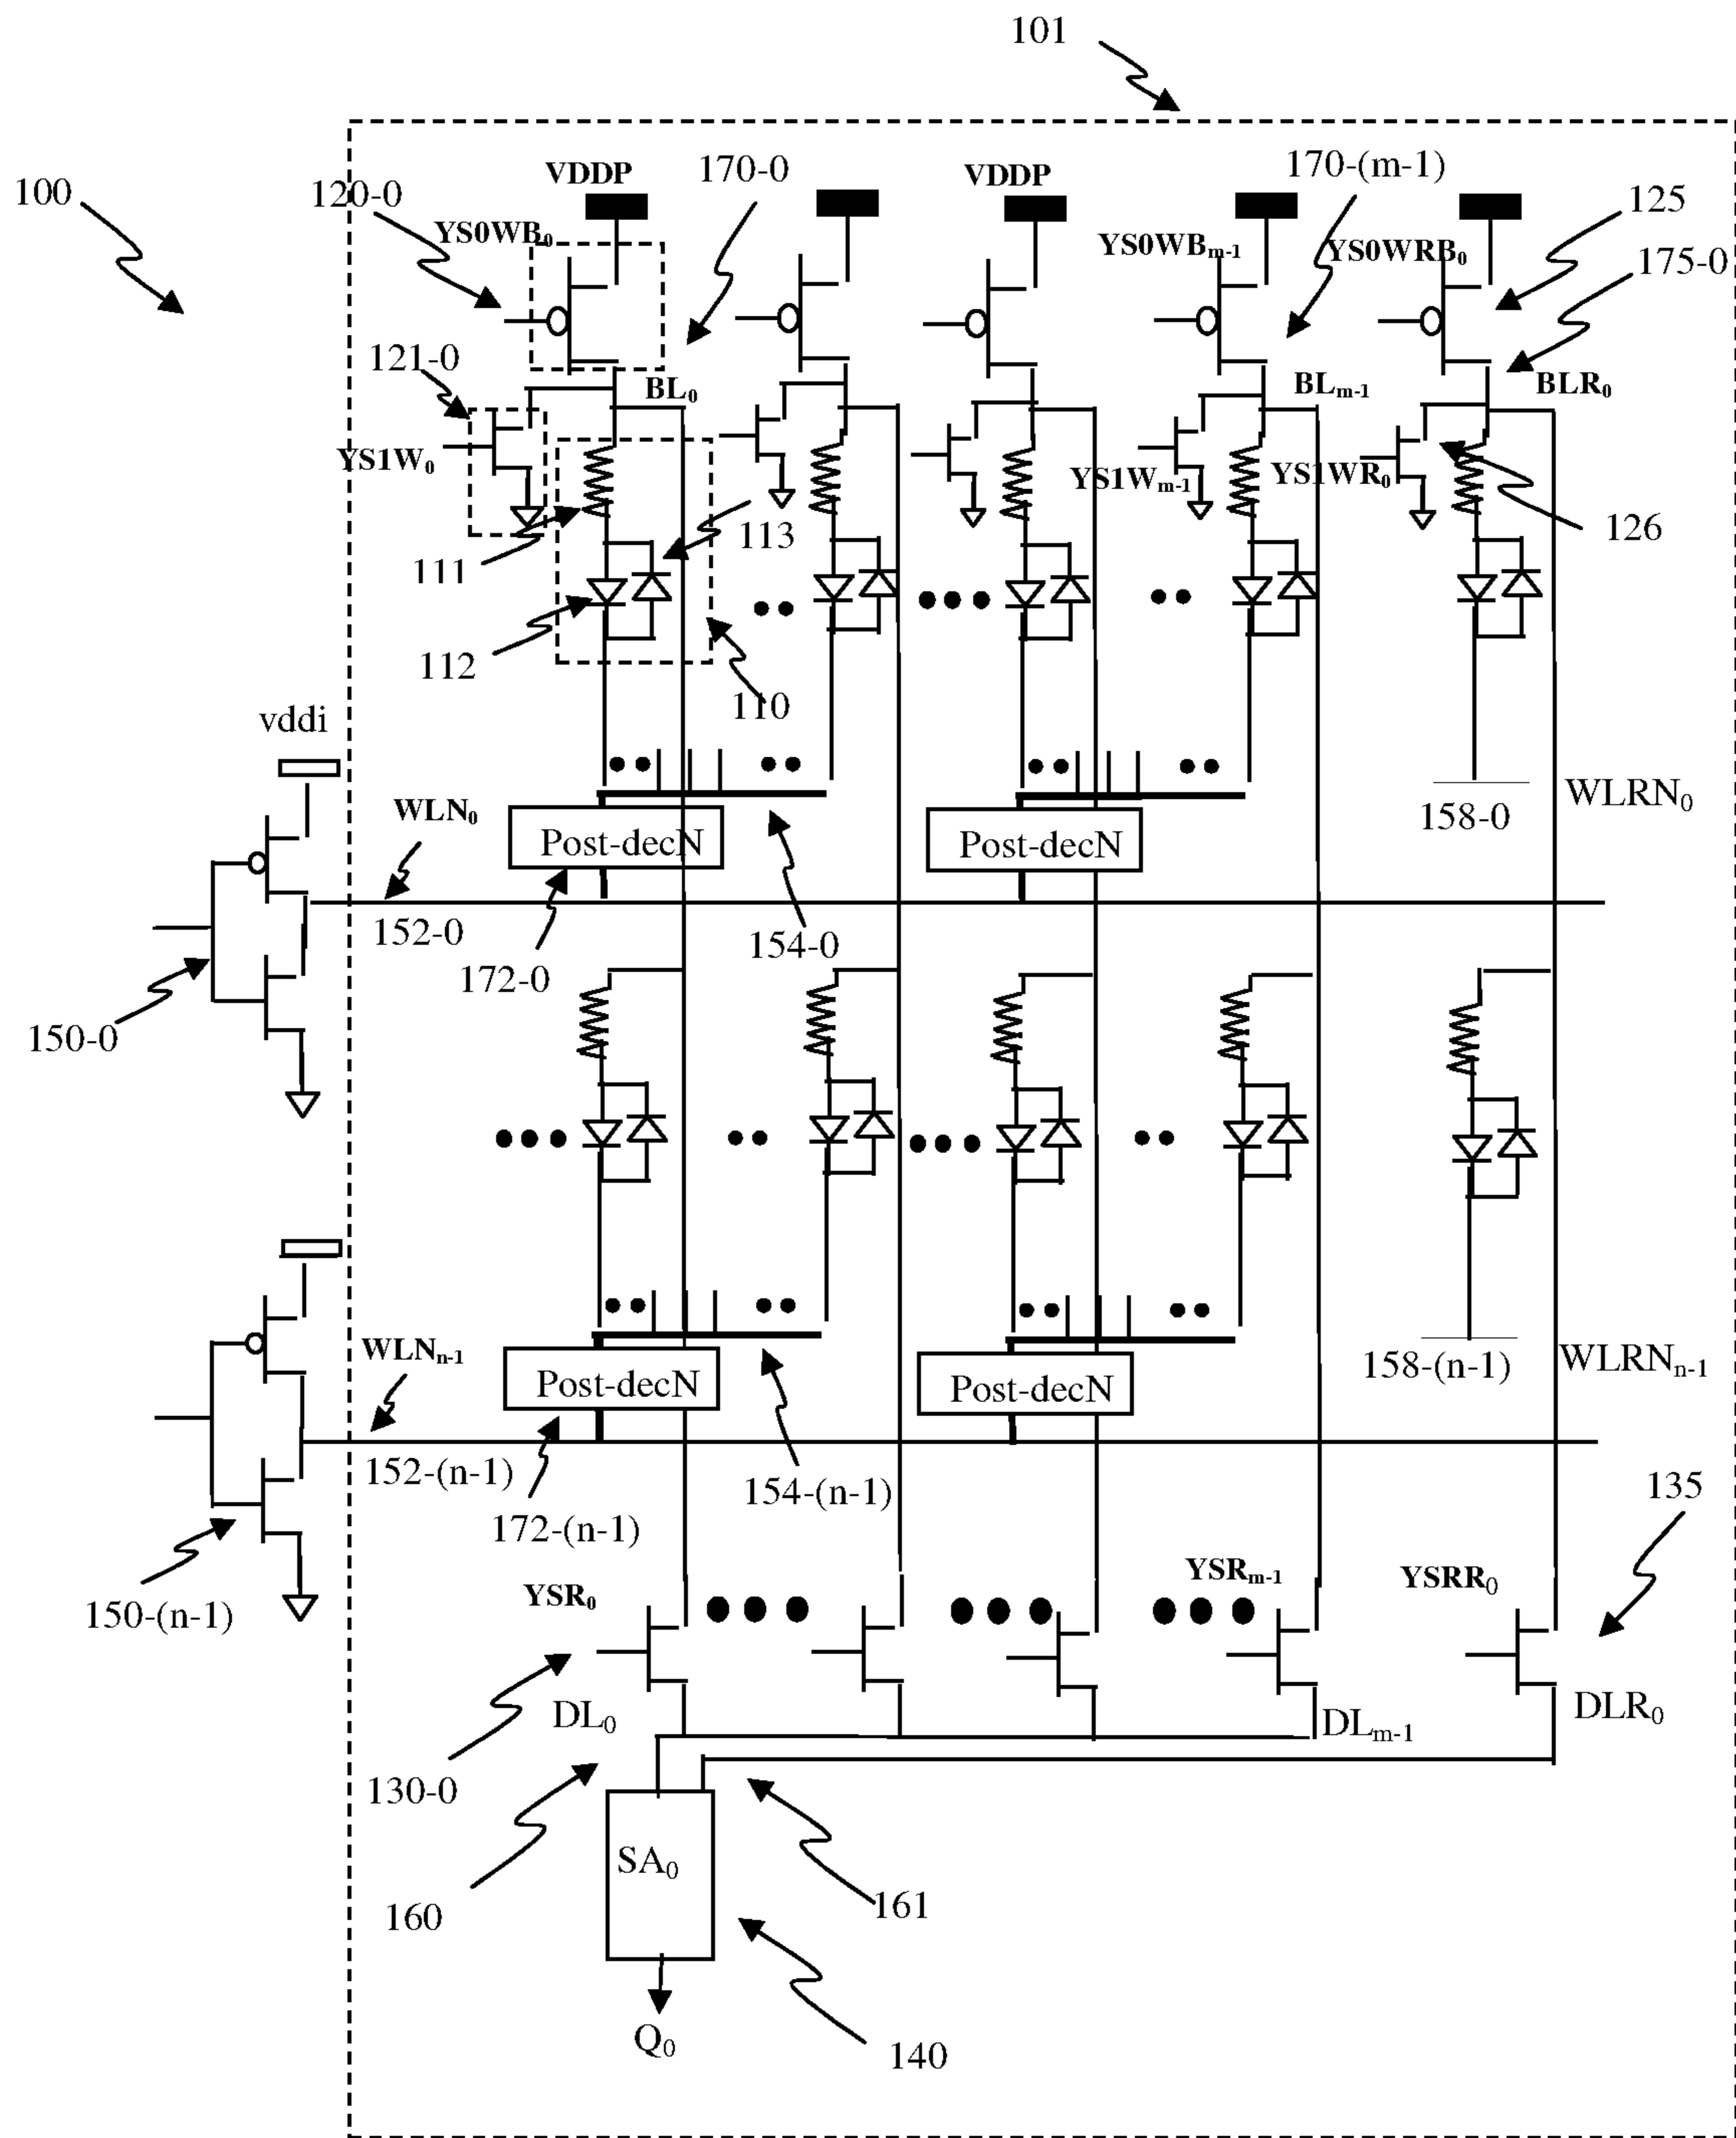 101
100
120-0
VDDP
170-0
VDDP
170-(m-1)
125
YS0WB₀
YS0WBₘ₋₁
YS0WRB₀
175-0
121-0
BL₀
BLₘ₋₁
BLR₀
YS1W₀
YS1Wₘ₋₁
YS1WR₀
126
111
113
112
110
vddi
WLN₀
Post-decN
Post-decN
158-0
WLRN₀
152-0
172-0
154-0
150-0
WLNₙ₋₁
Post-decN
Post-decN
158-(n-1)
WLRNₙ₋₁
152-(n-1)
172-(n-1)
154-(n-1)
135
150-(n-1)
YSR₀
YSRₘ₋₁
YSRR₀
DL₀
DLₘ₋₁
DLR₀
130-0
160
SA₀
161
Q₀
140